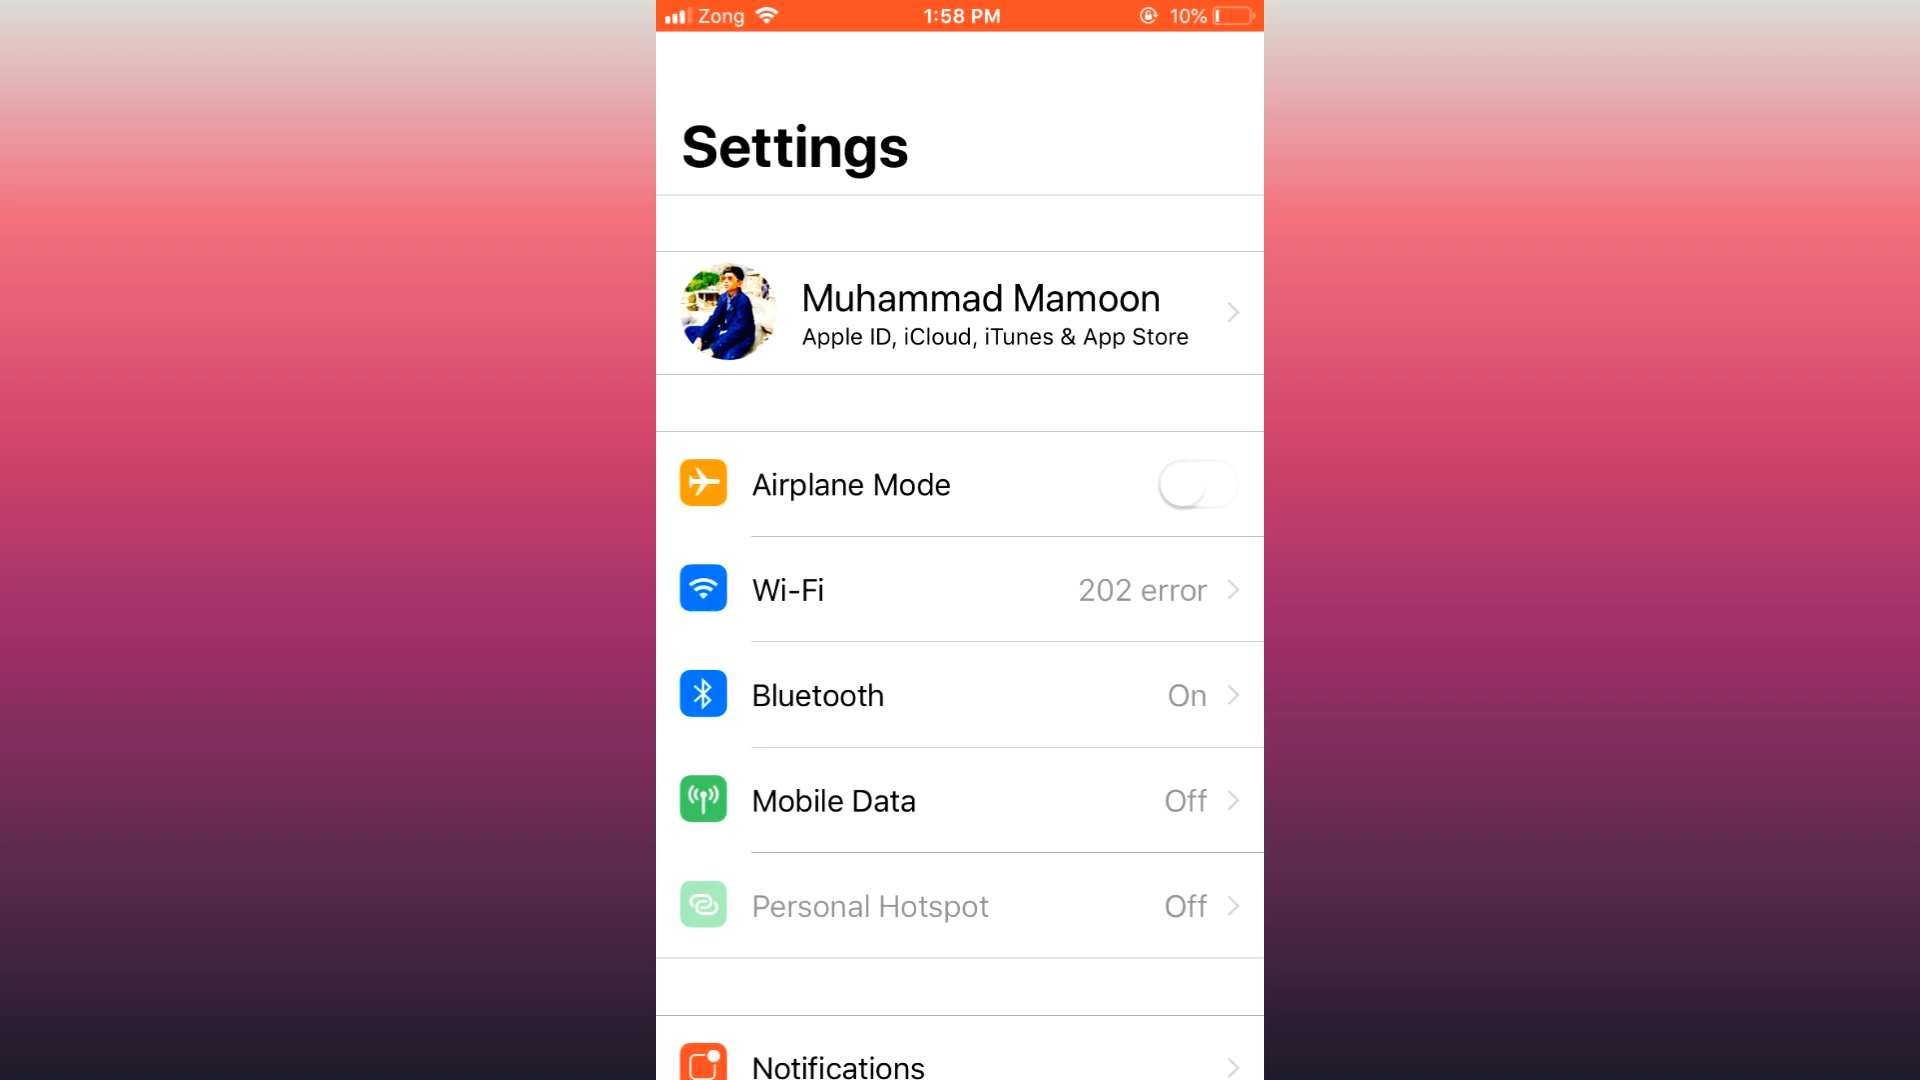 Zong 1:58 PM 10%
Settings
Muhammad Mamoon
Apple ID, iCloud, iTunes & App Store
Airplane Mode
Wi-Fi 202 error
Bluetooth On
Mobile Data Off
Personal Hotspot Off
Notifications